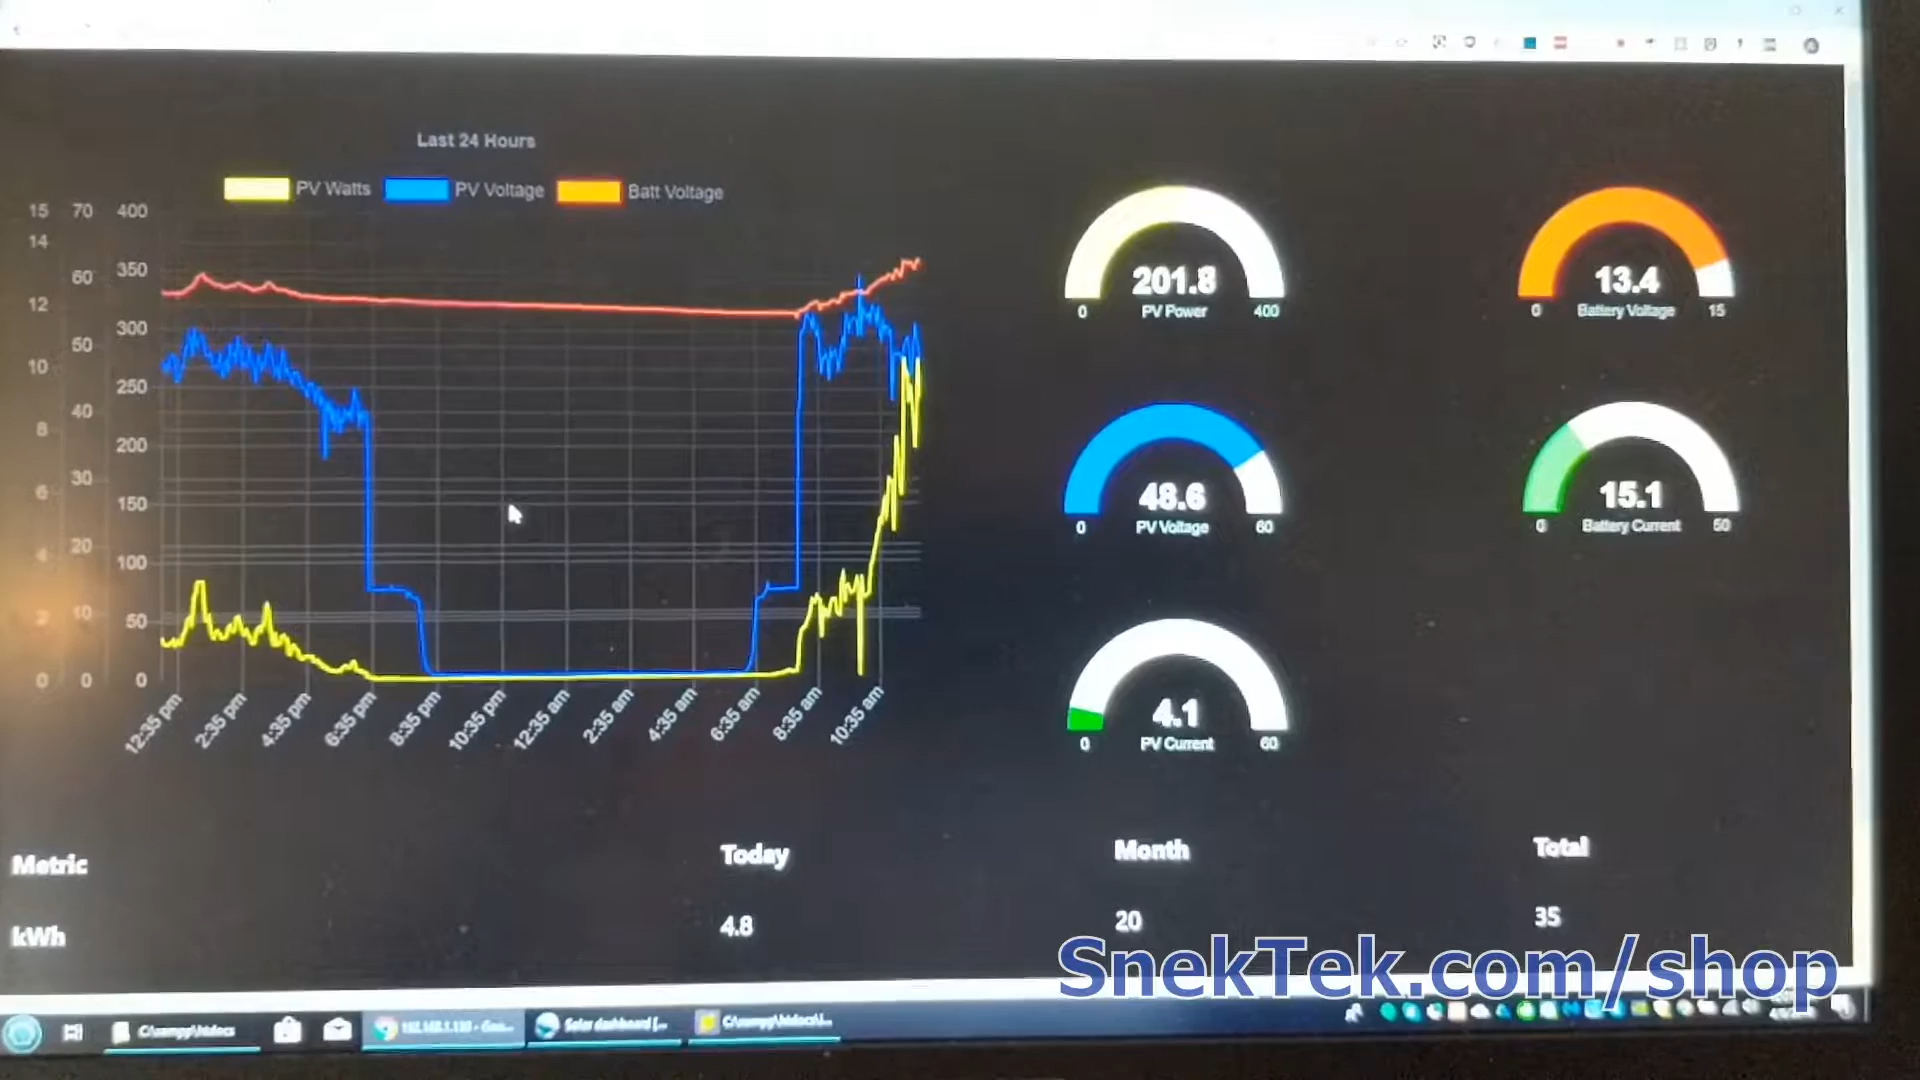 Last 24 Hours
PV Watts PV Voltage Batt Voltage
15 70 400
14
60 350
12
300
50
10
250
40
8
200
30
6
150
20
4
100
10
2
50
0 0 0
12:35 pm 2:35 pm 4:35 pm 6:35 pm 8:35 pm 10:35 pm 12:35 am 2:35 am 4:35 am 6:35 am 8:35 am 10:35 am
201.8
0 PV Power 400
13.4
0 Battery Voltage 15
48.6
0 PV Voltage 60
15.1
0 Battery Current 50
4.1
0 PV Current 60
Metric Today Month Total
kWh 4.8 20 35
SnekTek.com/shop
C:\xampp\htdocs
Solar dashboard [...